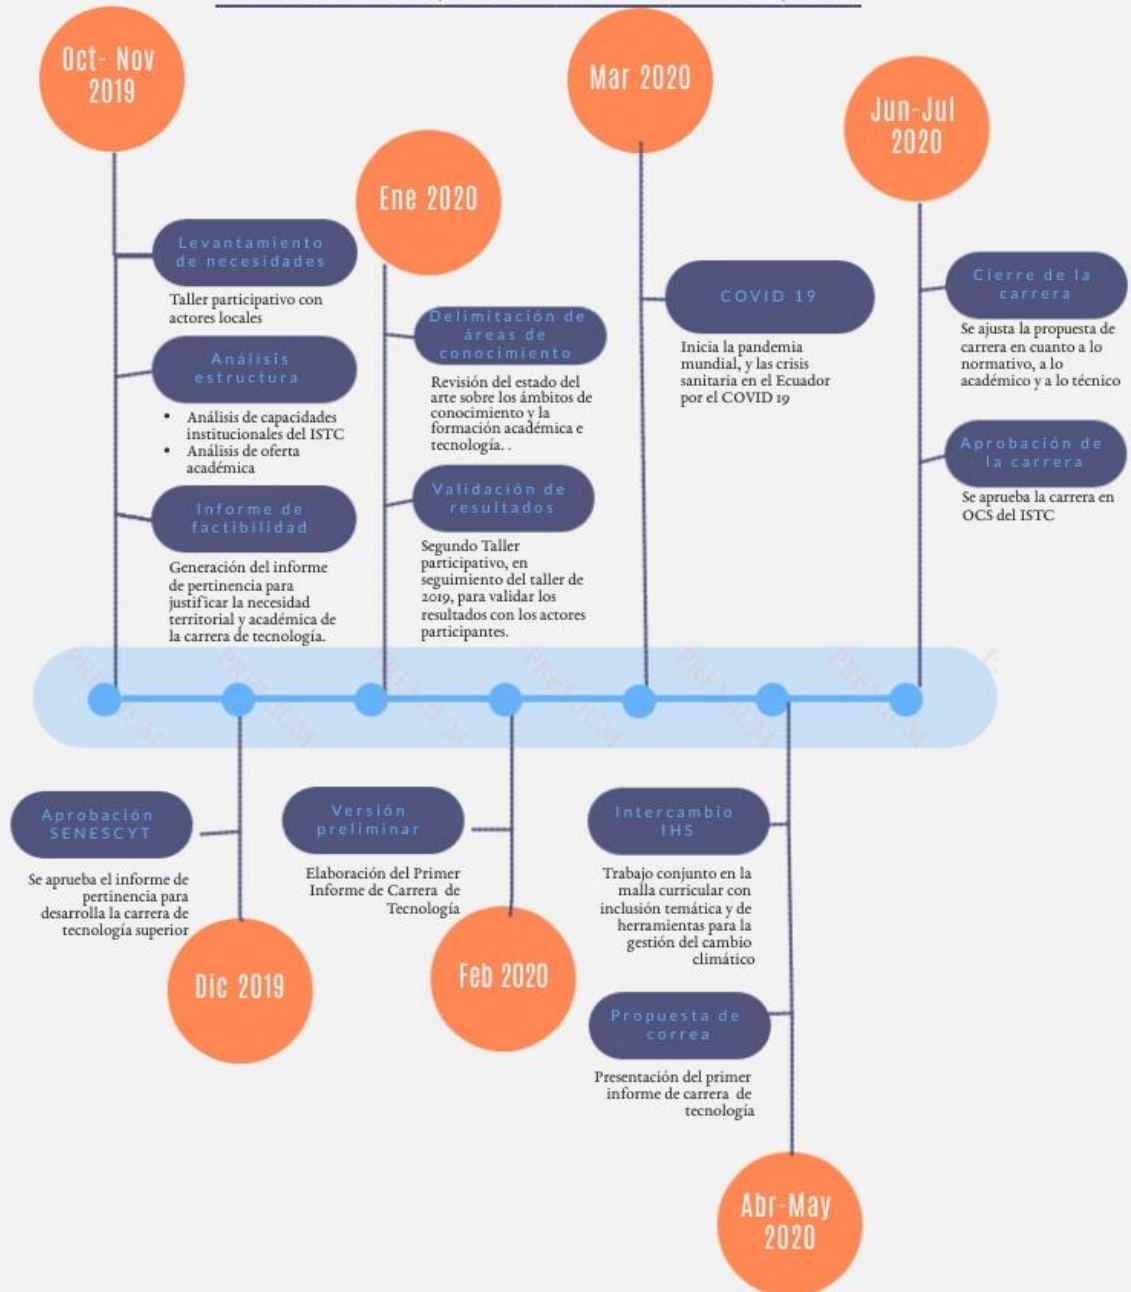 Oct- Nov
2019
Levantamiento
de necesidades
Taller participativo con
actores locales
Análisis
estructura
• Análisis de capacidades
institucionales del ISTC
• Análisis de oferta
académica
Informe de
factibilidad
Generación del informe
de pertinencia para
justificar la necesidad
territorial y académica de
la carrera de tecnología.
Ene 2020
Delimitación de
áreas de
conocimiento
Revisión del estado del
arte sobre los ámbitos de
conocimiento y la
formación académica e
tecnología. .
Validación de
resultados
Segundo Taller
participativo, en
seguimiento del taller de
2019, para validar los
resultados con los actores
participantes.
Mar 2020
COVID 19
Inicia la pandemia
mundial, y las crisis
sanitaria en el Ecuador
por el COVID 19
Jun-Jul
2020
Cierre de la
carrera
Se ajusta la propuesta de
carrera en cuanto a lo
normativo, a lo
académico y a lo técnico
Aprobación de
la carrera
Se aprueba la carrera en
OCS del ISTC
PREMIUM
PREMIUM
PREMIUM
PREMIUM
PREMIUM
PREMIUM
Aprobación
SENESCYT
Se aprueba el informe de
pertinencia para
desarrolla la carrera de
tecnología superior
Dic 2019
Versión
preliminar
Elaboración del Primer
Informe de Carrera de
Tecnología
Feb 2020
Intercambio
IHS
Trabajo conjunto en la
malla curricular con
inclusión temática y de
herramientas para la
gestión del cambio
climático
Propuesta de
correa
Presentación del primer
informe de carrera de
tecnología
Abr-May
2020